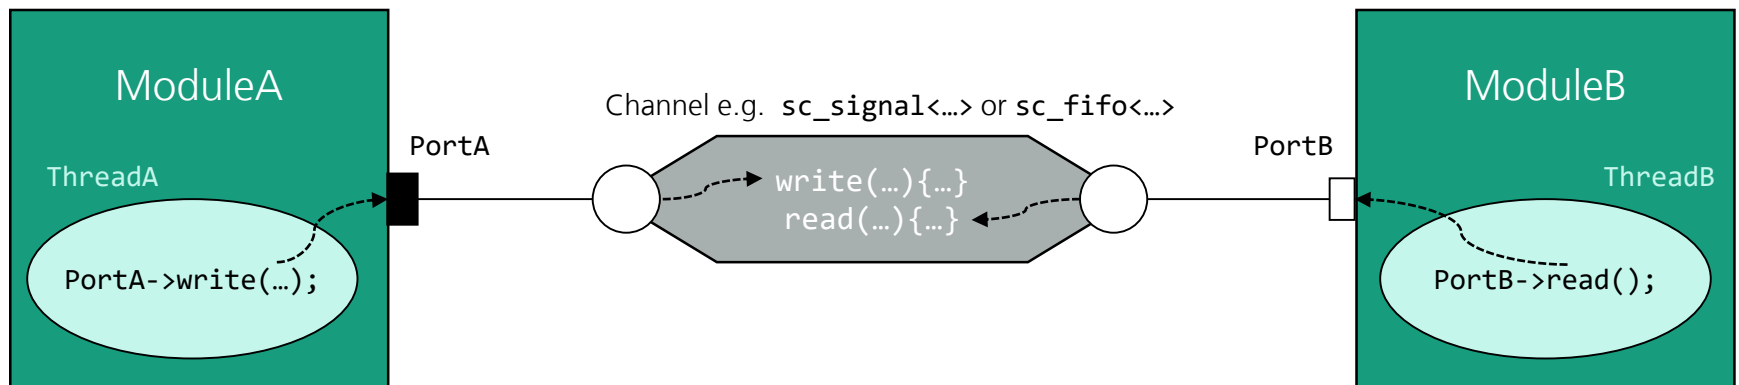 ModuleA
ModuleB
Channel e.g. sc_signal<…> or sc_fifo<…>
PortA
PortB
ThreadA
ThreadB
write(…){…}
read(…){…}
PortA->write(…);
PortB->read();